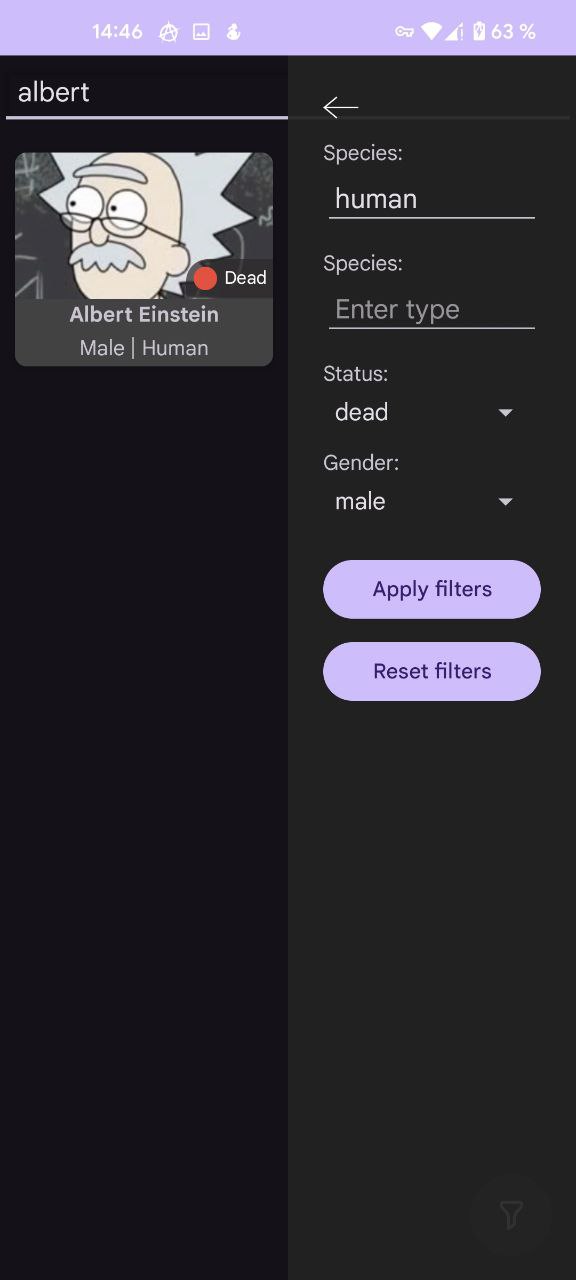 14:46
63 %
albert
Dead
Albert Einstein
Male | Human
Species:
human
Species:
Enter type
Status:
dead
Gender:
male
Apply filters
Reset filters